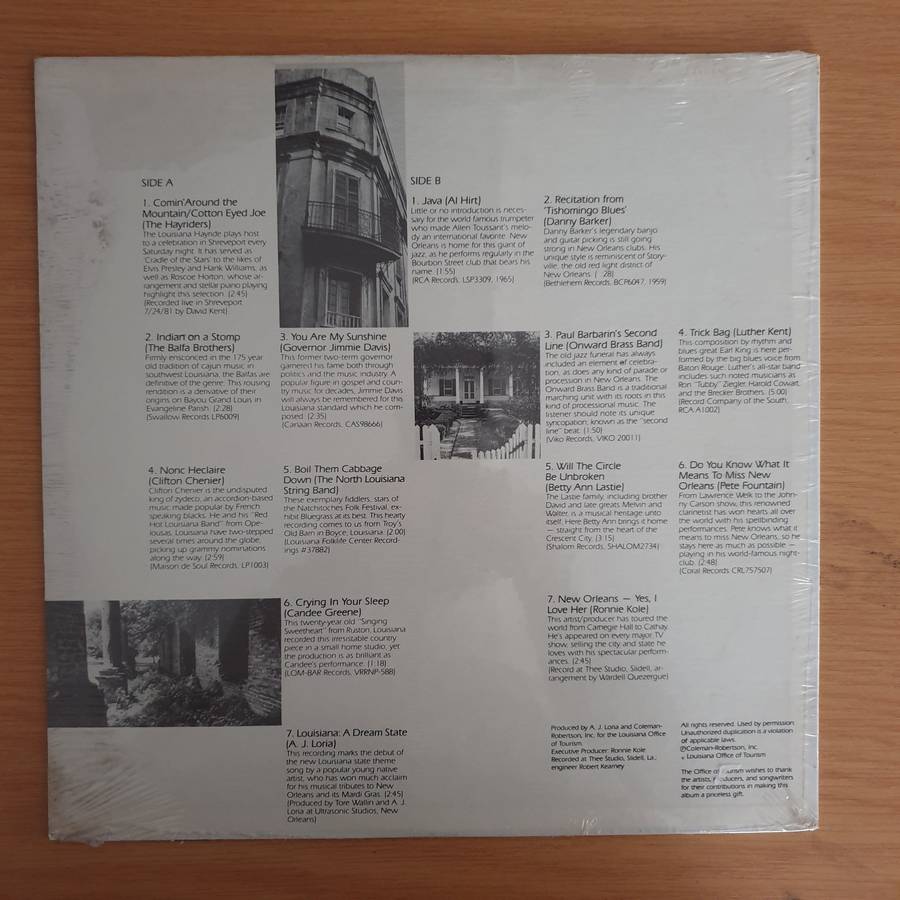 SIDE A
1. Comin' Around the
Mountain/Cotton Eyed Joe
(The Hayriders)
The Louisiana Hayride plays host
to a celebration in Shreveport every
Saturday night. It has served as
"Cradle of the Stars" to the likes of
Elvis Presley and Hank Williams, as
well as Roscoe Horton, whose ar-
rangement and stellar piano playing
highlight this selection. (2:45)
(Recorded live in Shreveport
7/24/81 by David Kent)
2. Indian on a Stomp
(The Balfa Brothers)
Firmly ensconced in the 175 year
old tradition of cajun music in
southwest Louisiana, the Balfas are
definitive of the genre. This rousing
rendition is a derivative of their
origins on Bayou Grand Louis in
Evangeline Parish. (2:28)
(Swallow Records LP6009)
3. You Are My Sunshine
(Governor Jimmie Davis)
This former two-term governor
garnered his fame both through
politics and the music industry. A
popular figure in gospel and coun-
try music for decades, Jimmie Davis
will always be remembered for this
Louisiana standard which he com-
posed. (2:35)
(Canaan Records, CAS98666)
4. Nonc Heclaire
(Clifton Chenier)
Clifton Chenier is the undisputed
king of zydeco, an accordion-based
music made popular by French
speaking blacks. He and his "Red
Hot Louisiana Band" from Ope-
lousas, Louisiana have two-stepped
several times around the globe,
picking up grammy nominations
along the way. (2:59)
(Maison de Soul Records, LP1003)
5. Boil Them Cabbage
Down (The North Louisiana
String Band)
These exemplary fiddlers, stars of
the Natchitoches Folk Festival, ex-
hibit Bluegrass at its best. This hearty
recording comes to us from Troy's
Old Barn in Boyce, Louisiana. (2:00)
(Louisiana Folklife Center Record-
ings #37882)
6. Crying In Your Sleep
(Candee Greene)
This twenty-year old "Singing
Sweetheart" from Ruston, Louisiana
recorded this irresistable country
piece in a small home studio, yet
the production is as brilliant as
Candee's performance. (1:18)
(LOM-BAR Records, VRRNP-588)
7. Louisiana: A Dream State
(A. J. Loria)
This recording marks the debut of
the new Louisiana state theme
song by a popular young native
artist, who has won much acclaim
for his musical tributes to New
Orleans and its Mardi Gras. (2:45)
(Produced by Tore Wallin and A. J.
Loria at Ultrasonic Studios, New
Orleans)
SIDE B
1. Java (Al Hirt)
Little or no introduction is neces-
sary for the world famous trumpeter
who made Allen Toussant's melo-
dy an international favorite. New
Orleans is home for this giant of
jazz, as he performs regularly in the
Bourbon Street club that bears his
name. (1:55)
(RCA Records, LSP3309, 1965)
2. Recitation from
'Tishomingo Blues'
(Danny Barker)
Danny Barker's legendary banjo
and guitar picking is still going
strong in New Orleans clubs. His
unique style is reminiscent of Story-
ville, the old red light district of
New Orleans. ( :28)
(Bethlehem Records, BCP6047, 1959)
3. Paul Barbarin's Second
Line (Onward Brass Band)
The old jazz funeral has always
included an element of celebra-
tion, as does any kind of parade or
procession in New Orleans. The
Onward Brass Band is a traditional
marching unit with its roots in this
kind of processional music. The
listener should note its unique
syncopation, known as the "second
line" beat. (1:50)
(Viko Records, VIKO 20011)
4. Trick Bag (Luther Kent)
This composition by rhythm and
blues great Earl King is here per-
formed by the big blues voice from
Baton Rouge. Luther's all-star band
includes such noted musicians as
Ron "Tubby" Ziegler, Harold Cowart,
and the Brecker Brothers. (5:00)
(Record Company of the South,
RCA A1002)
5. Will The Circle
Be Unbroken
(Betty Ann Lastie)
The Lastie family, including brother
David and late greats Melvin and
Walter, is a musical heritage unto
itself. Here Betty Ann brings it home
— straight from the heart of the
Crescent City. (3:15)
(Shalom Records, SHALOM2734)
6. Do You Know What It
Means To Miss New
Orleans (Pete Fountain)
From Lawrence Welk to the John-
ny Carson show, this renowned
clarinetist has won hearts all over
the world with his spellbinding
performances. Pete knows what it
means to miss New Orleans, so he
stays here as much as possible —
playing in his world-famous night-
club. (2:48)
(Coral Records CRL757507)
7. New Orleans — Yes, I
Love Her (Ronnie Kole)
This artist/producer has toured the
world from Carnegie Hall to Cathay.
He's appeared on every major TV
show, selling the city and state he
loves with his spectacular perform-
ances. (2:45)
(Record at Thee Studio, Slidell, ar-
rangement by Wardell Quezergue)
Produced by A. J. Loria and Coleman-
Robertson, Inc. for the Louisiana Office
of Tourism.
Executive Producer: Ronnie Kole
Recorded at Thee Studio, Slidell, La.,
engineer Robert Kearney
All rights reserved. Used by permission.
Unauthorized duplication is a violation
of applicable laws.
℗Coleman-Robertson, Inc.
Louisiana Office of Tourism
The Office of Tourism wishes to thank
the artists, producers, and songwriters
for their contributions in making this
album a priceless gift.